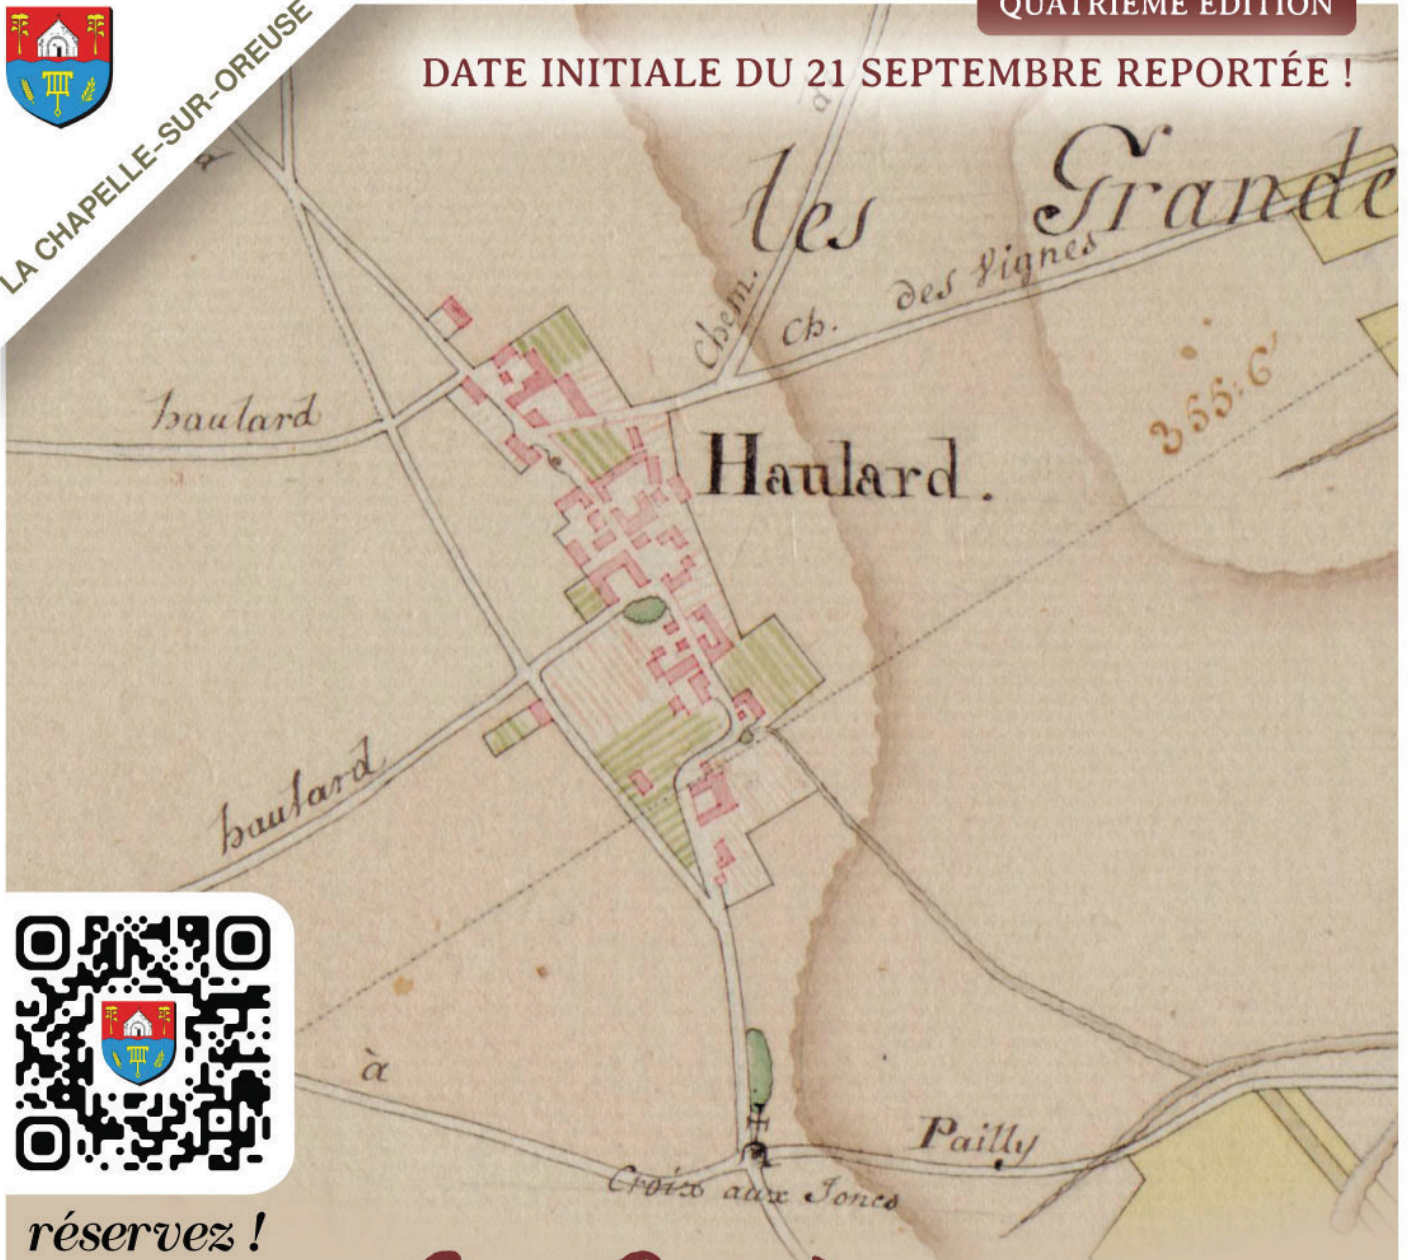 QUATRIÈME ÉDITION
DATE INITIALE DU 21 SEPTEMBRE REPORTÉE !
LA CHAPELLE-SUR-OREUSE
à
à
les Grande
Chem.
Ch. des Vignes
haulard
Haulard.
355:6
haulard
à
Pailly
Croix aux Joncs
réservez !